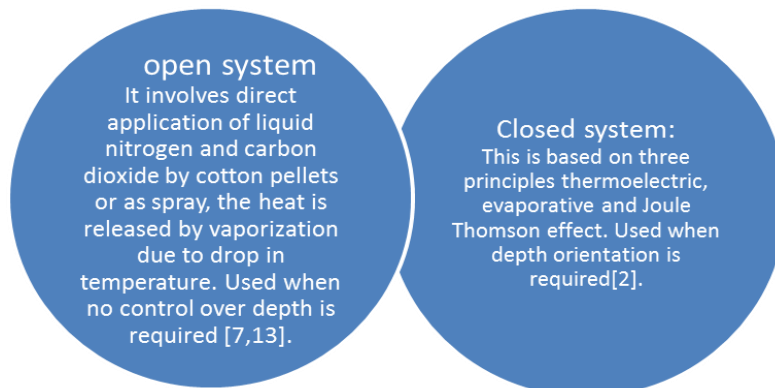 open system
It involves direct
application of liquid
nitrogen and carbon
dioxide by cotton pellets
or as spray, the heat is
released by vaporization
due to drop in
temperature. Used when
no control over depth is
required [7,13].
Closed system:
This is based on three
principles thermoelectric,
evaporative and Joule
Thomson effect. Used when
depth orientation is
required[2].